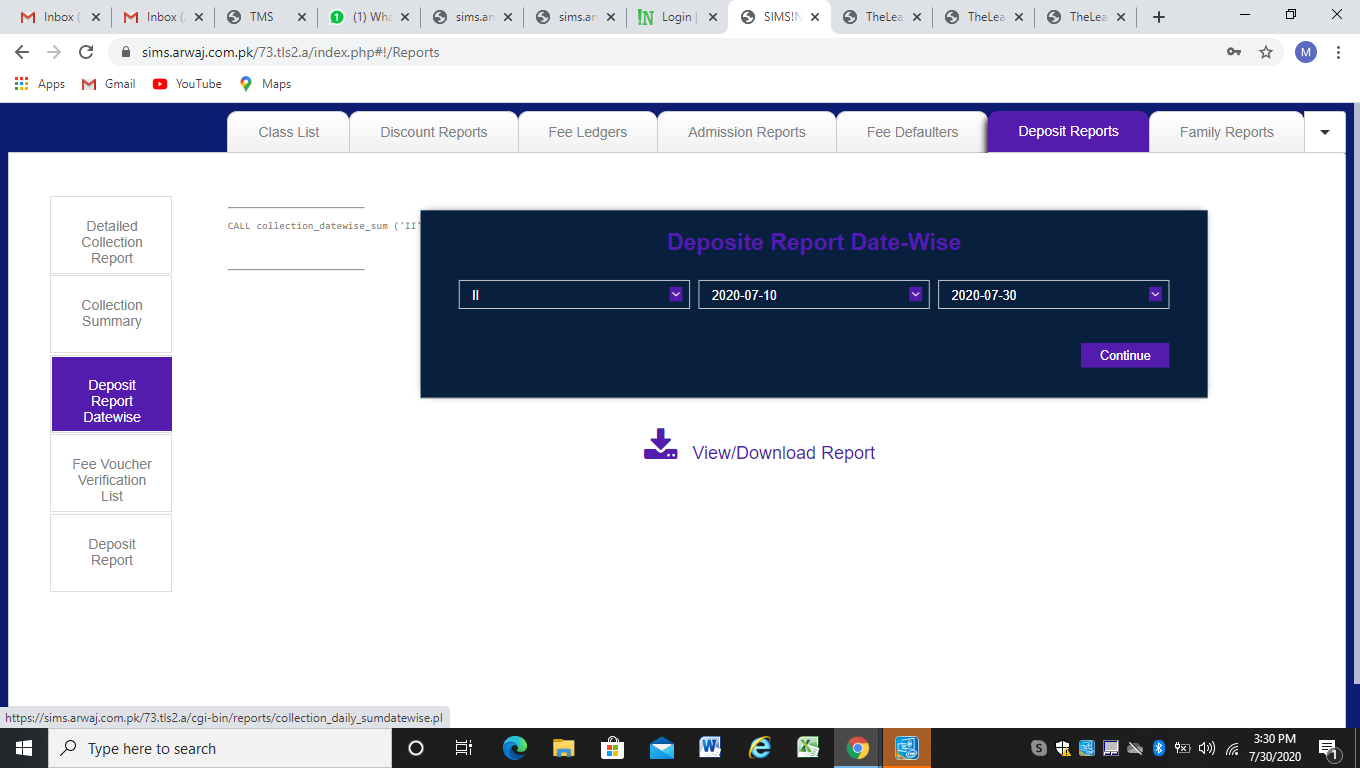 Inbox (
Inbox (2
TMS
(1) Wha
sims.ar
sims.ar
Login |
SIMS!N
TheLea
TheLea
TheLea
sims.arwaj.com.pk/73.tls2.a/index.php#!/Reports
M
Apps
Gmail
YouTube
Maps
Class List
Discount Reports
Fee Ledgers
Admission Reports
Fee Defaulters
Deposit Reports
Family Reports
Detailed
Collection
Report
Collection
Summary
Deposit
Report
Datewise
Fee Voucher
Verification
List
Deposit
Report
CALL collection_datewise_sum ('II'
Deposite Report Date-Wise
II
2020-07-10
2020-07-30
Continue
View/Download Report
https://sims.arwaj.com.pk/73.tls2.a/cgi-bin/reports/collection_daily_sumdatewise.pl
Type here to search
3:30 PM
7/30/2020
1